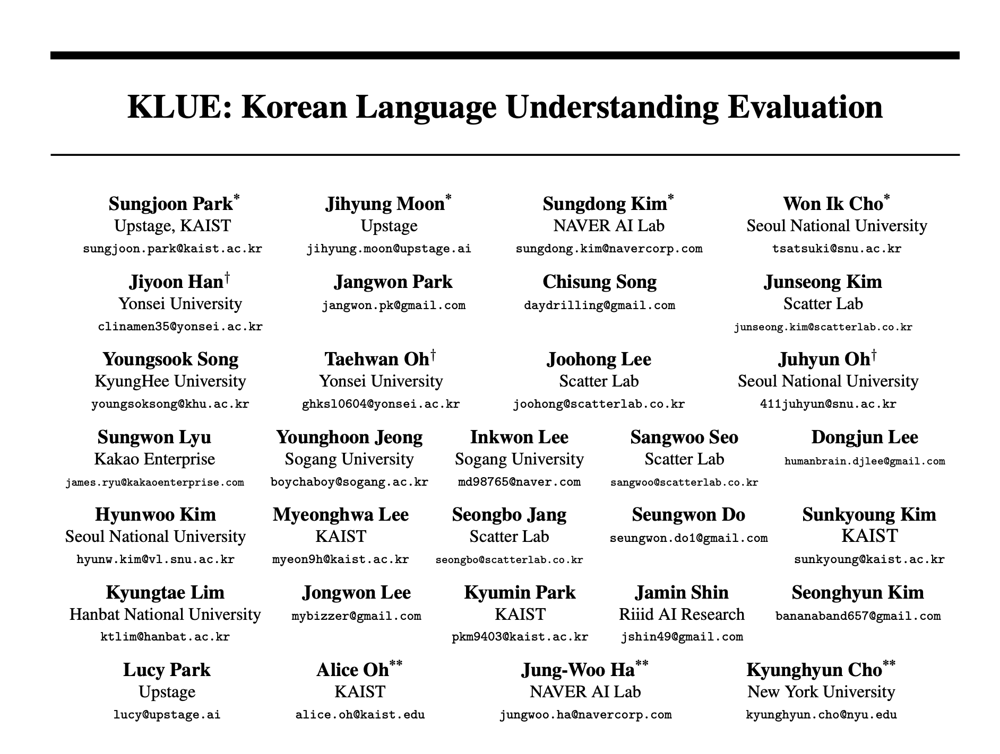 KLUE: Korean Language Understanding Evaluation
Sungjoon Park* Jihyung Moon* Sungdong Kim* Won Ik Cho*
Upstage, KAIST Upstage NAVER AI Lab Seoul National University
sungjoon.park@kaist.ac.kr jihyung.moon@upstage.ai sungdong.kim@navercorp.com tsatsuki@snu.ac.kr
Jiyoon Han† Jangwon Park Chisung Song Junseong Kim
Yonsei University jangwon.pk@gmail.com daydrilling@gmail.com Scatter Lab
clinamen35@yonsei.ac.kr junseong.kim@scatterlab.co.kr
Youngsook Song Taehwan Oh† Joohong Lee Juhyun Oh†
KyungHee University Yonsei University Scatter Lab Seoul National University
youngsoksong@khu.ac.kr ghksl0604@yonsei.ac.kr joohong@scatterlab.co.kr 411juhyun@snu.ac.kr
Sungwon Lyu Younghoon Jeong Inkwon Lee Sangwoo Seo Dongjun Lee
Kakao Enterprise Sogang University Sogang University Scatter Lab humanbrain.djlee@gmail.com
james.ryu@kakaoenterprise.com boychaboy@sogang.ac.kr md98765@naver.com sangwoo@scatterlab.co.kr
Hyunwoo Kim Myeonghwa Lee Seongbo Jang Seungwon Do Sunkyoung Kim
Seoul National University KAIST Scatter Lab seungwon.do1@gmail.com KAIST
hyunw.kim@vl.snu.ac.kr myeon9h@kaist.ac.kr seongbo@scatterlab.co.kr sunkyoung@kaist.ac.kr
Kyungtae Lim Jongwon Lee Kyumin Park Jamin Shin Seonghyun Kim
Hanbat National University mybizzer@gmail.com KAIST Riiid AI Research bananaband657@gmail.com
ktlim@hanbat.ac.kr pkm9403@kaist.ac.kr jshin49@gmail.com
Lucy Park Alice Oh** Jung-Woo Ha** Kyunghyun Cho**
Upstage KAIST NAVER AI Lab New York University
lucy@upstage.ai alice.oh@kaist.edu jungwoo.ha@navercorp.com kyunghyun.cho@nyu.edu